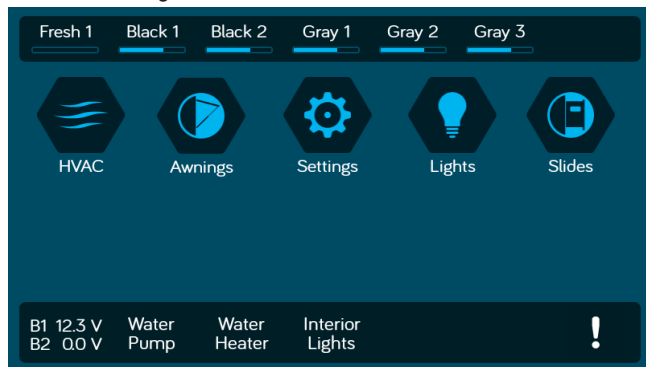 Fresh 1 Black 1 Black 2 Gray 1 Gray 2 Gray 3
HVAC Awnings Settings Lights Slides
B1 12.3 V Water Water Interior
B2 0.0 V Pump Heater Lights
!